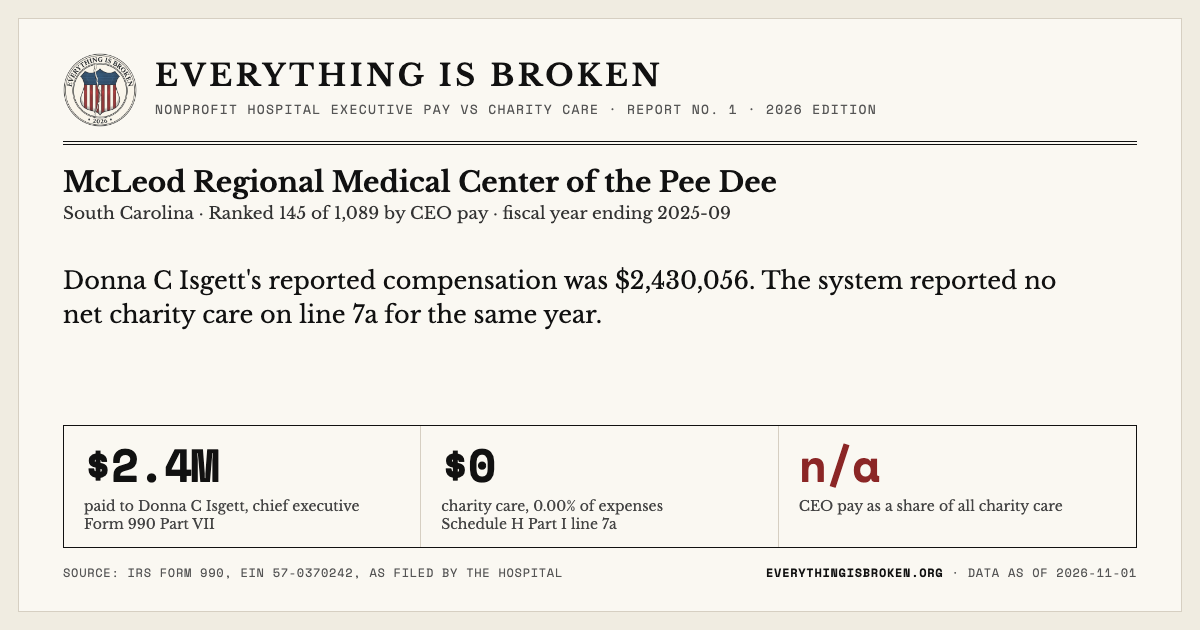 EVERYTHING IS BROKEN
· 2026 ·
EVERYTHING IS BROKEN
NONPROFIT HOSPITAL EXECUTIVE PAY VS CHARITY CARE · REPORT NO. 1 · 2026 EDITION
McLeod Regional Medical Center of the Pee Dee
South Carolina · Ranked 145 of 1,089 by CEO pay · fiscal year ending 2025-09
Donna C Isgett's reported compensation was $2,430,056. The system reported no
net charity care on line 7a for the same year.
$2.4M
paid to Donna C Isgett, chief executive
Form 990 Part VII
$0
charity care, 0.00% of expenses
Schedule H Part I line 7a
n/a
CEO pay as a share of all charity care
SOURCE: IRS FORM 990, EIN 57-0370242, AS FILED BY THE HOSPITAL
EVERYTHINGISBROKEN.ORG · DATA AS OF 2026-11-01